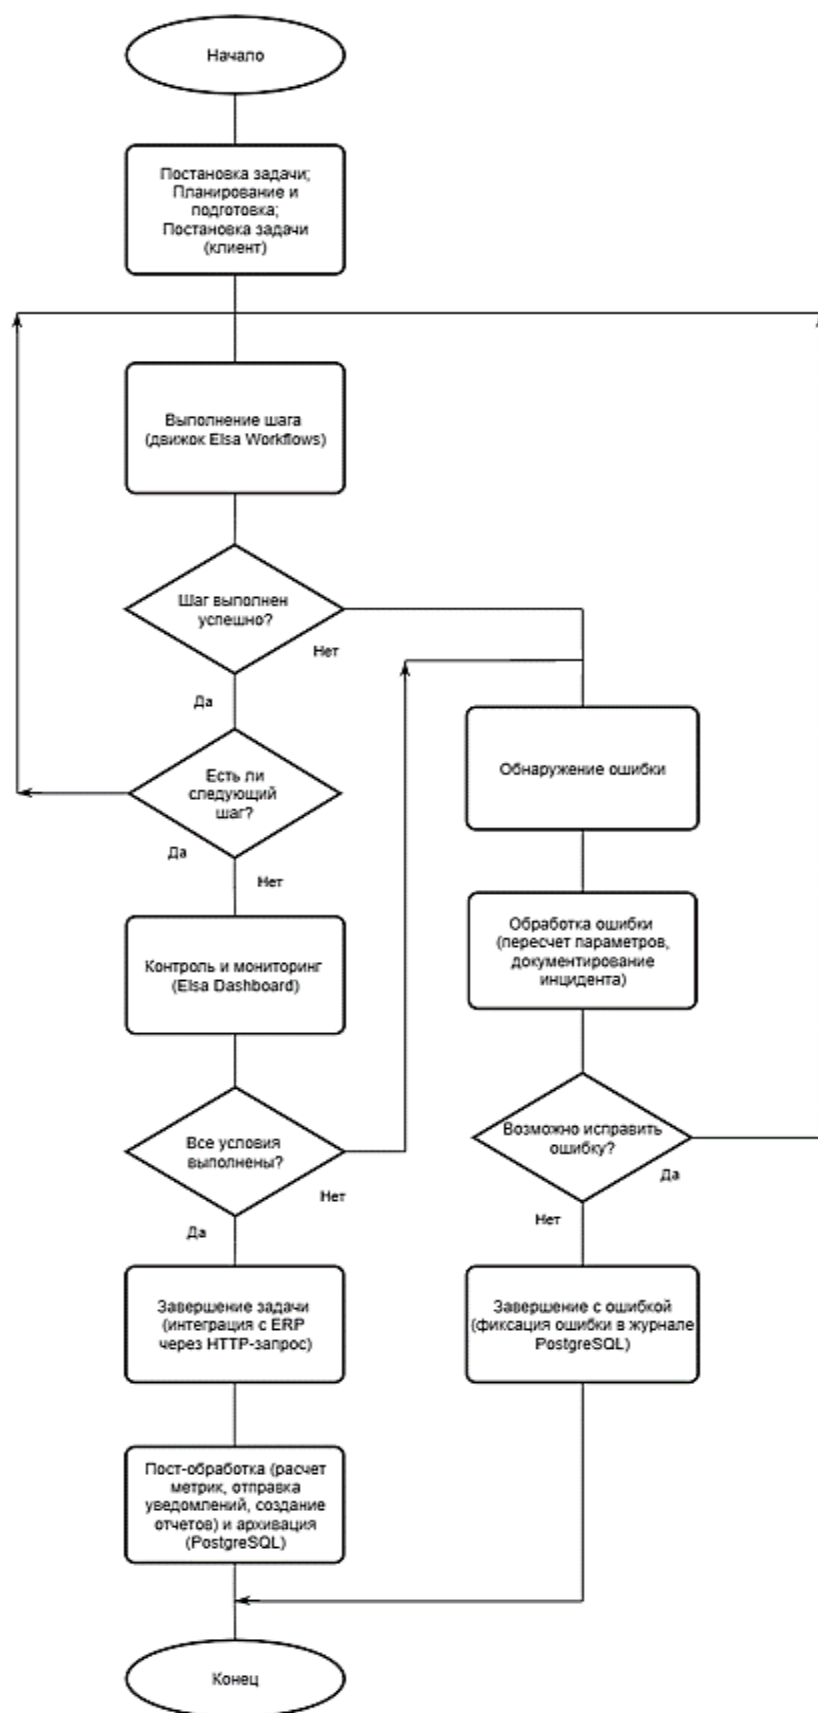 Начало
Постановка задачи;
Планирование и
подготовка;
Постановка задачи
(клиент)
Выполнение шага
(движок Elsa Workflows)
Шаг выполнен
успешно?
Нет
Да
Есть ли
следующий
шаг?
Да
Нет
Контроль и мониторинг
(Elsa Dashboard)
Все условия
выполнены?
Нет
Да
Завершение задачи
(интеграция с ERP
через HTTP-запрос)
Пост-обработка (расчет
метрик, отправка
уведомлений, создание
отчетов) и архивация
(PostgreSQL)
Обнаружение ошибки
Обработка ошибки
(пересчет параметров,
документирование
инцидента)
Возможно исправить
ошибку?
Да
Нет
Завершение с ошибкой
(фиксация ошибки в журнале
PostgreSQL)
Конец